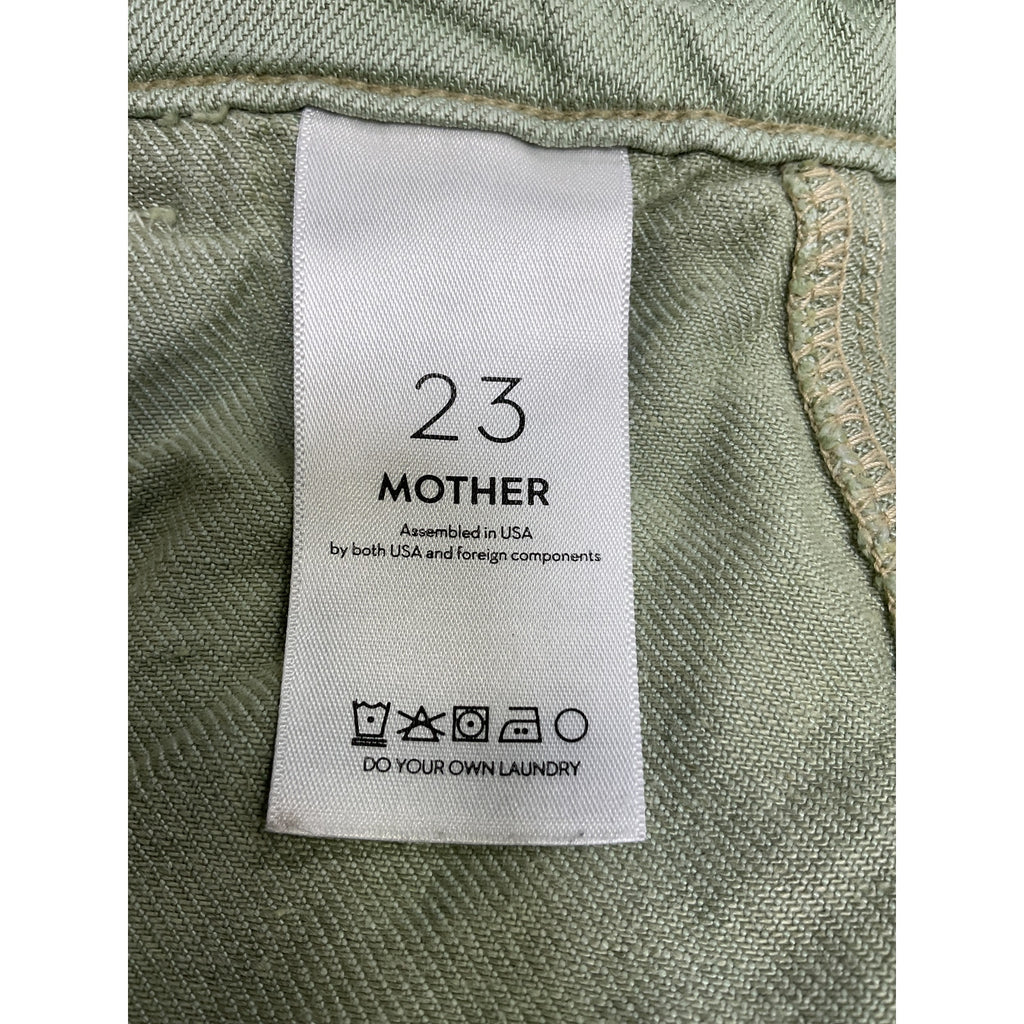 23
MOTHER
Assembled in USA
by both USA and foreign components
DO YOUR OWN LAUNDRY